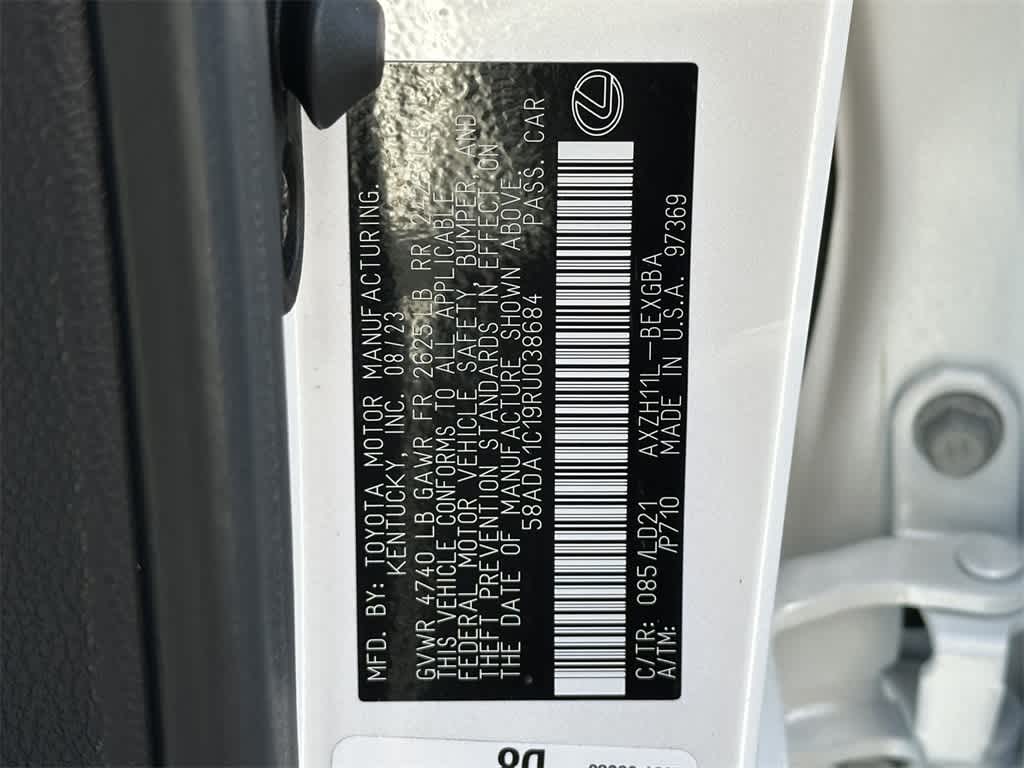 MFD. BY: TOYOTA MOTOR MANUFACTURING.
KENTUCKY, INC. 08/23
GVWR 4740 LB GAWR FR 2625 LB RR
THIS VEHICLE CONFORMS TO ALL APPLICABLE
FEDERAL MOTOR VEHICLE SAFETY, BUMPER, AND
THEFT PREVENTION STANDARDS IN EFFECT ON
THE DATE OF MANUFACTURE SHOWN ABOVE.
58ADA1C19RU038684 PASS. CAR
C/TR: 085/LD21 AXZH11L-BEXGBA
A/TM: /P710 MADE IN U.S.A. 97369